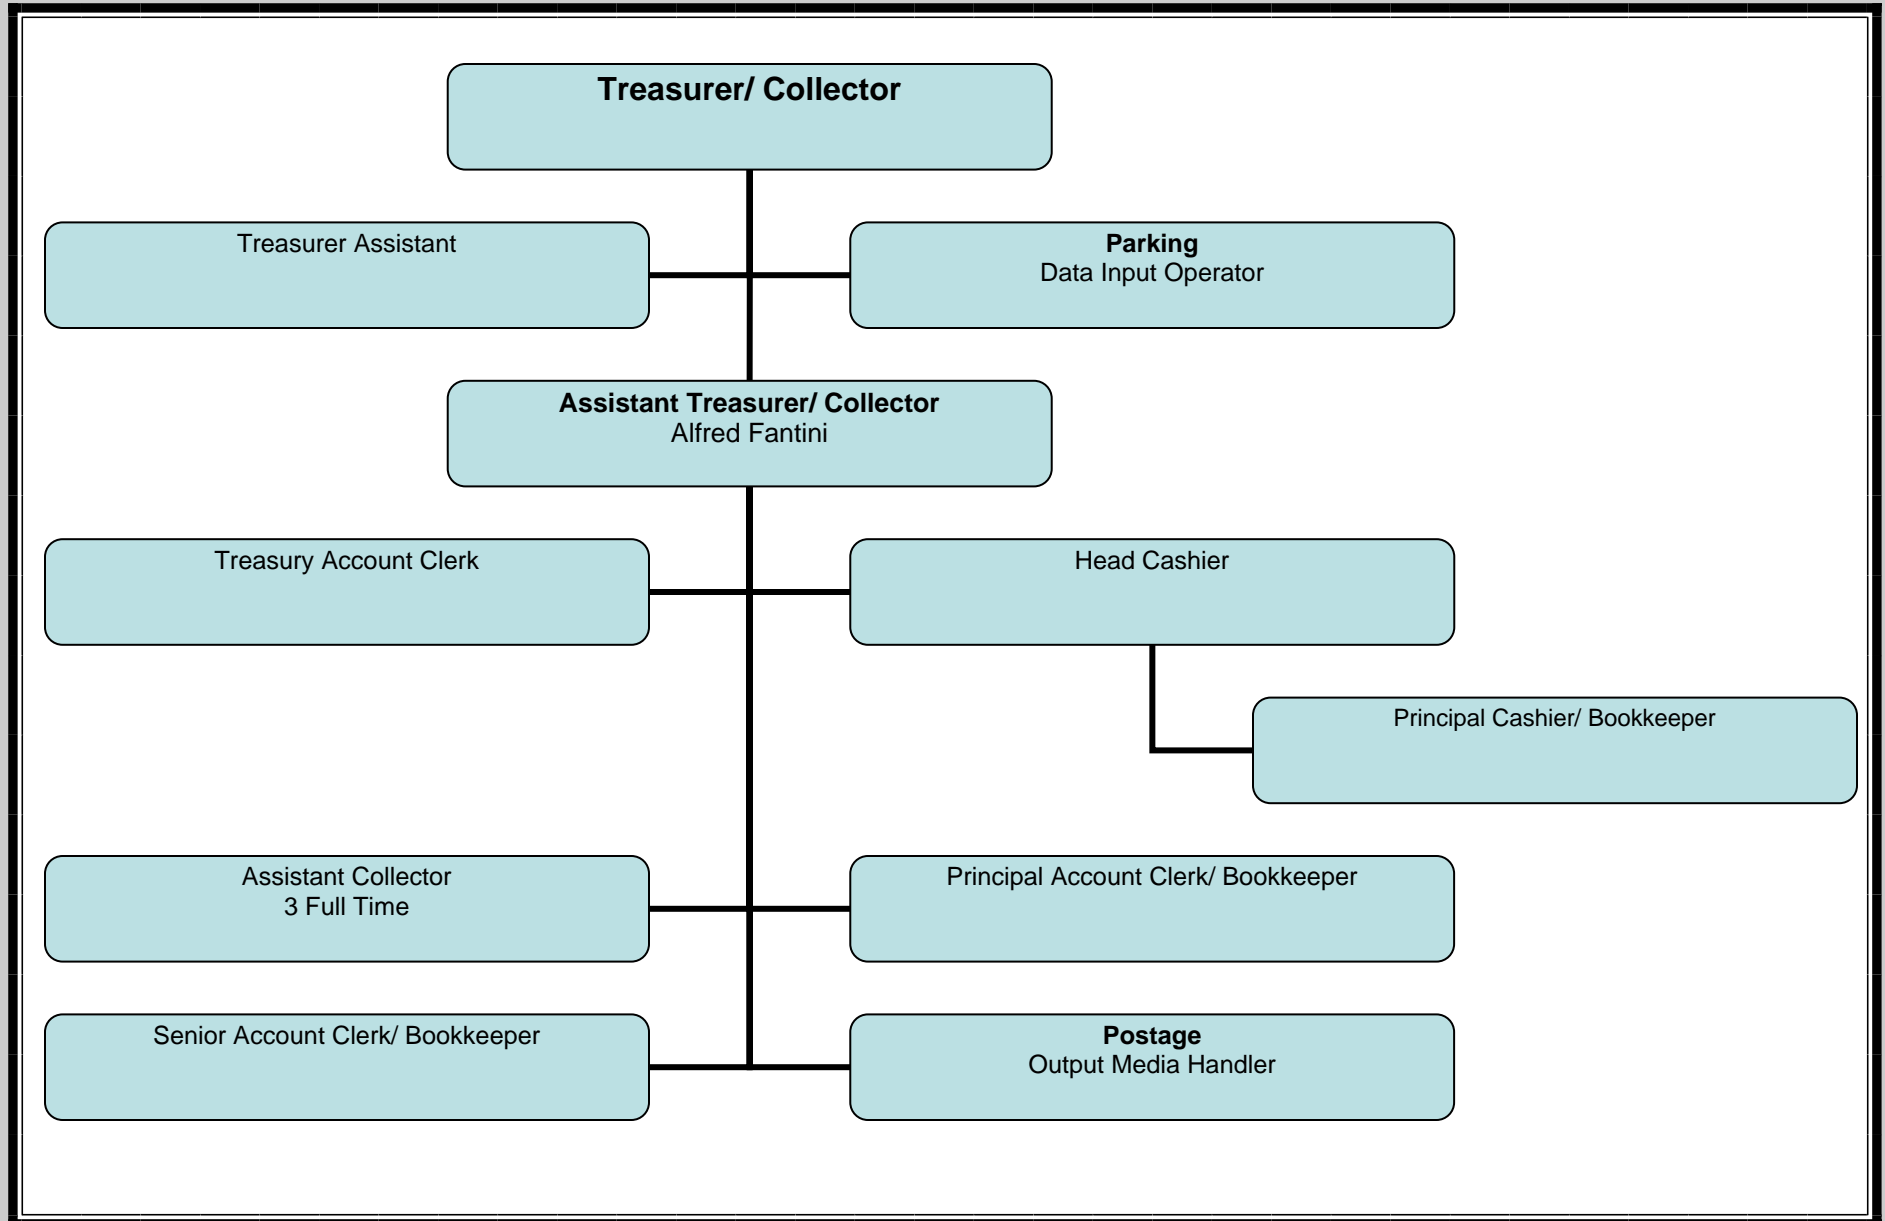 Treasurer/ Collector
Treasurer Assistant
Parking
Data Input Operator
Assistant Treasurer/ Collector
Alfred Fantini
Treasury Account Clerk
Head Cashier
Principal Cashier/ Bookkeeper
Assistant Collector
3 Full Time
Principal Account Clerk/ Bookkeeper
Senior Account Clerk/ Bookkeeper
Postage
Output Media Handler